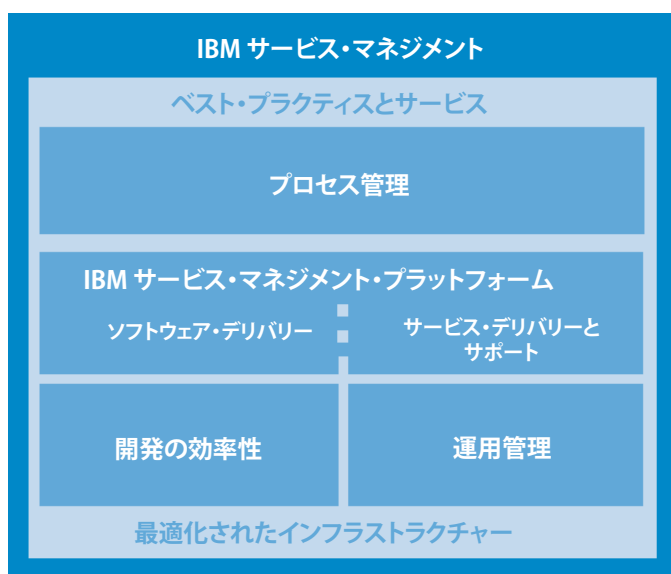 IBM サービス・マネジメント
ベスト・プラクティスとサービス
プロセス管理
IBM サービス・マネジメント・プラットフォーム
ソフトウェア・デリバリー
サービス・デリバリーと
サポート
開発の効率性
運用管理
最適化されたインフラストラクチャー